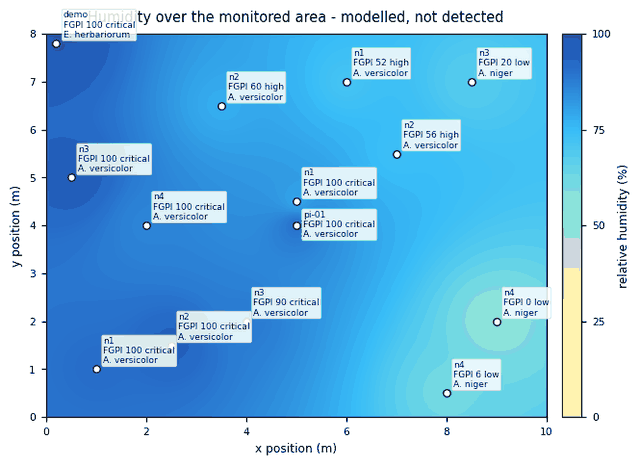 Humidity over the monitored area - modelled, not detected
demo
FGPI 100 critical
E. herbariorum
n1
FGPI 52 high
A. versicolor
n3
FGPI 20 low
A. niger
n2
FGPI 60 high
A. versicolor
n2
FGPI 56 high
A. versicolor
n3
FGPI 100 critical
A. versicolor
n1
FGPI 100 critical
A. versicolor
n4
FGPI 100 critical
A. versicolor
pi-01
FGPI 100 critical
A. versicolor
n3
FGPI 90 critical
A. versicolor
n4
FGPI 0 low
A. niger
n2
FGPI 100 critical
A. versicolor
n1
FGPI 100 critical
A. versicolor
n4
FGPI 6 low
A. niger
8
7
6
5
4
3
2
1
0
y position (m)
0 2 4 6 8 10
x position (m)
100
75
50
25
0
relative humidity (%)